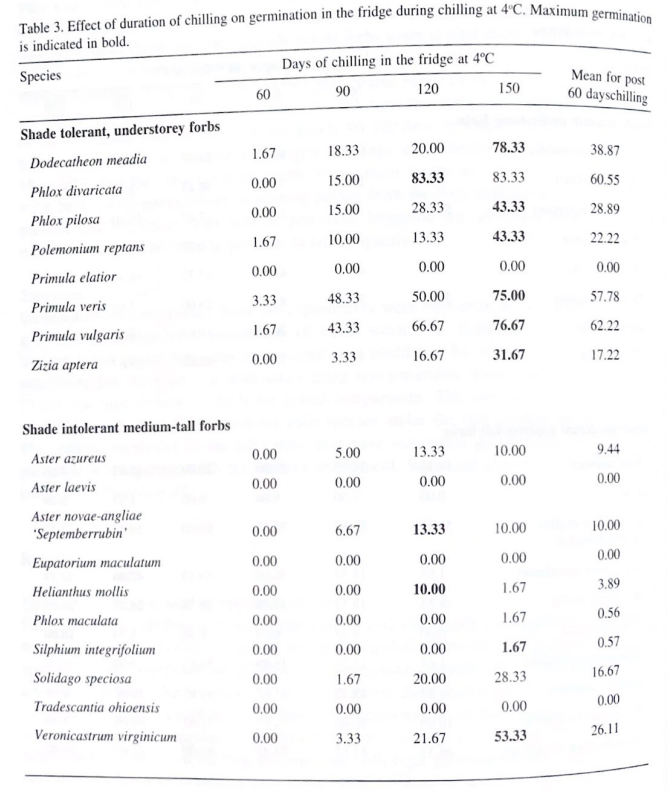 Table 3. Effect of duration of chilling on germination in the fridge during chilling at 4ºC. Maximum germination
is indicated in bold.
Species
Days of chilling in the fridge at 4ºC
60 90 120 150 Mean for post
60 dayschilling
Shade tolerant, understorey forbs
Dodecatheon meadia 1.67 18.33 20.00 78.33 38.87
Phlox divaricata 0.00 15.00 83.33 83.33 60.55
Phlox pilosa 0.00 15.00 28.33 43.33 28.89
Polemonium reptans 1.67 10.00 13.33 43.33 22.22
Primula elatior 0.00 0.00 0.00 0.00 0.00
Primula veris 3.33 48.33 50.00 75.00 57.78
Primula vulgaris 1.67 43.33 66.67 76.67 62.22
Zizia aptera 0.00 3.33 16.67 31.67 17.22
Shade intolerant medium-tall forbs
Aster azureus 0.00 5.00 13.33 10.00 9.44
Aster laevis 0.00 0.00 0.00 0.00 0.00
Aster novae-angliae
‘Septemberrubin’ 0.00 6.67 13.33 10.00 10.00
Eupatorium maculatum 0.00 0.00 0.00 0.00 0.00
Helianthus mollis 0.00 0.00 10.00 1.67 3.89
Phlox maculata 0.00 0.00 0.00 1.67 0.56
Silphium integrifolium 0.00 0.00 0.00 1.67 0.57
Solidago speciosa 0.00 1.67 20.00 28.33 16.67
Tradescantia ohioensis 0.00 0.00 0.00 0.00 0.00
Veronicastrum virginicum 0.00 3.33 21.67 53.33 26.11